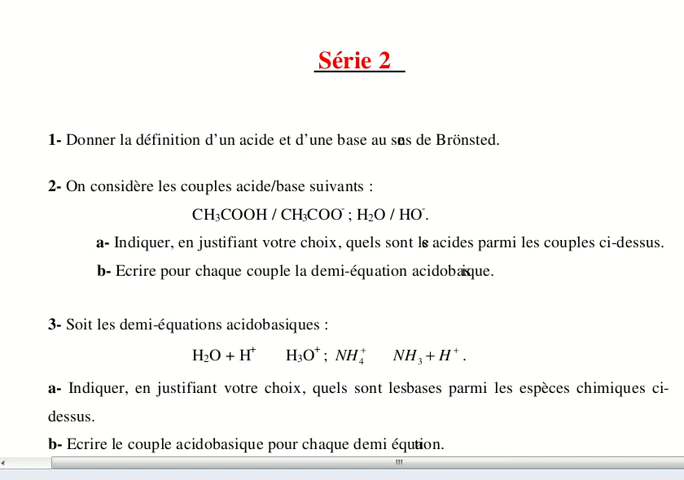 Série 2
1- Donner la définition d'un acide et d'une base au sens de Brönsted.
2- On considère les couples acide/base suivants :
CH₃COOH / CH₃COO⁻ ; H₂O / HO⁻.
a- Indiquer, en justifiant votre choix, quels sont les acides parmi les couples ci-dessus.
b- Ecrire pour chaque couple la demi-équation acidobasique.
3- Soit les demi-équations acidobasiques :
H₂O + H⁺ H₃O⁺ ; NH₄⁺ NH₃ + H⁺ .
a- Indiquer, en justifiant votre choix, quels sont lesbases parmi les espèces chimiques ci-
dessus.
b- Ecrire le couple acidobasique pour chaque demi équation.